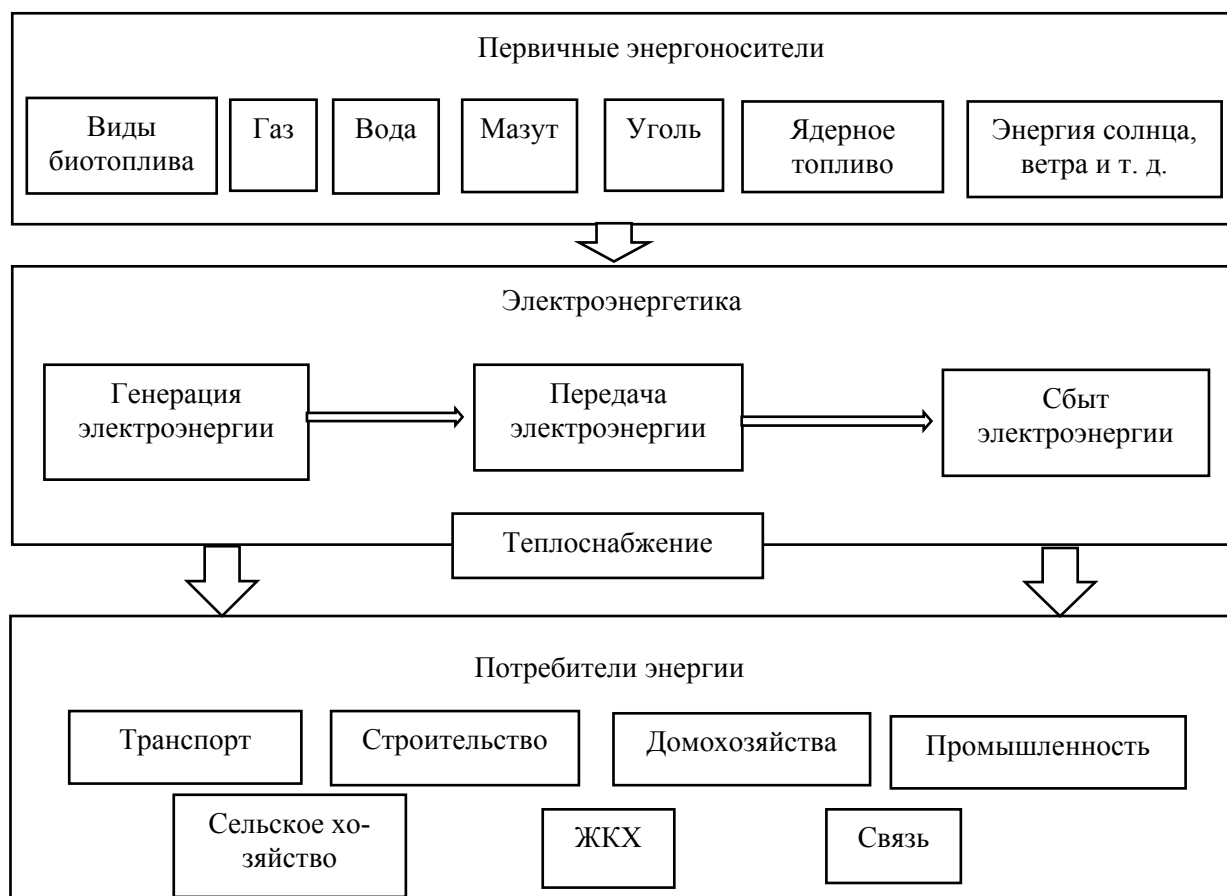 Первичные энергоносители
Виды
биотоплива
Газ
Вода
Мазут
Уголь
Ядерное
топливо
Энергия солнца,
ветра и т. д.
Электроэнергетика
Генерация
электроэнергии
Передача
электроэнергии
Сбыт
электроэнергии
Теплоснабжение
Потребители энергии
Транспорт
Строительство
Домохозяйства
Промышленность
Сельское хо-
зяйство
ЖКХ
Связь